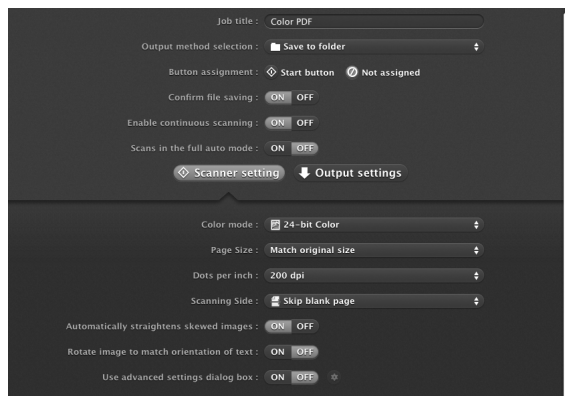 Job title : Color PDF
Output method selection : Save to folder
Button assignment : Start button Not assigned
Confirm file saving : ON OFF
Enable continuous scanning : ON OFF
Scans in the full auto mode : ON OFF
Scanner setting Output settings
Color mode : 24-bit Color
Page Size : Match original size
Dots per inch : 200 dpi
Scanning Side : Skip blank page
Automatically straightens skewed images : ON OFF
Rotate image to match orientation of text : ON OFF
Use advanced settings dialog box : ON OFF